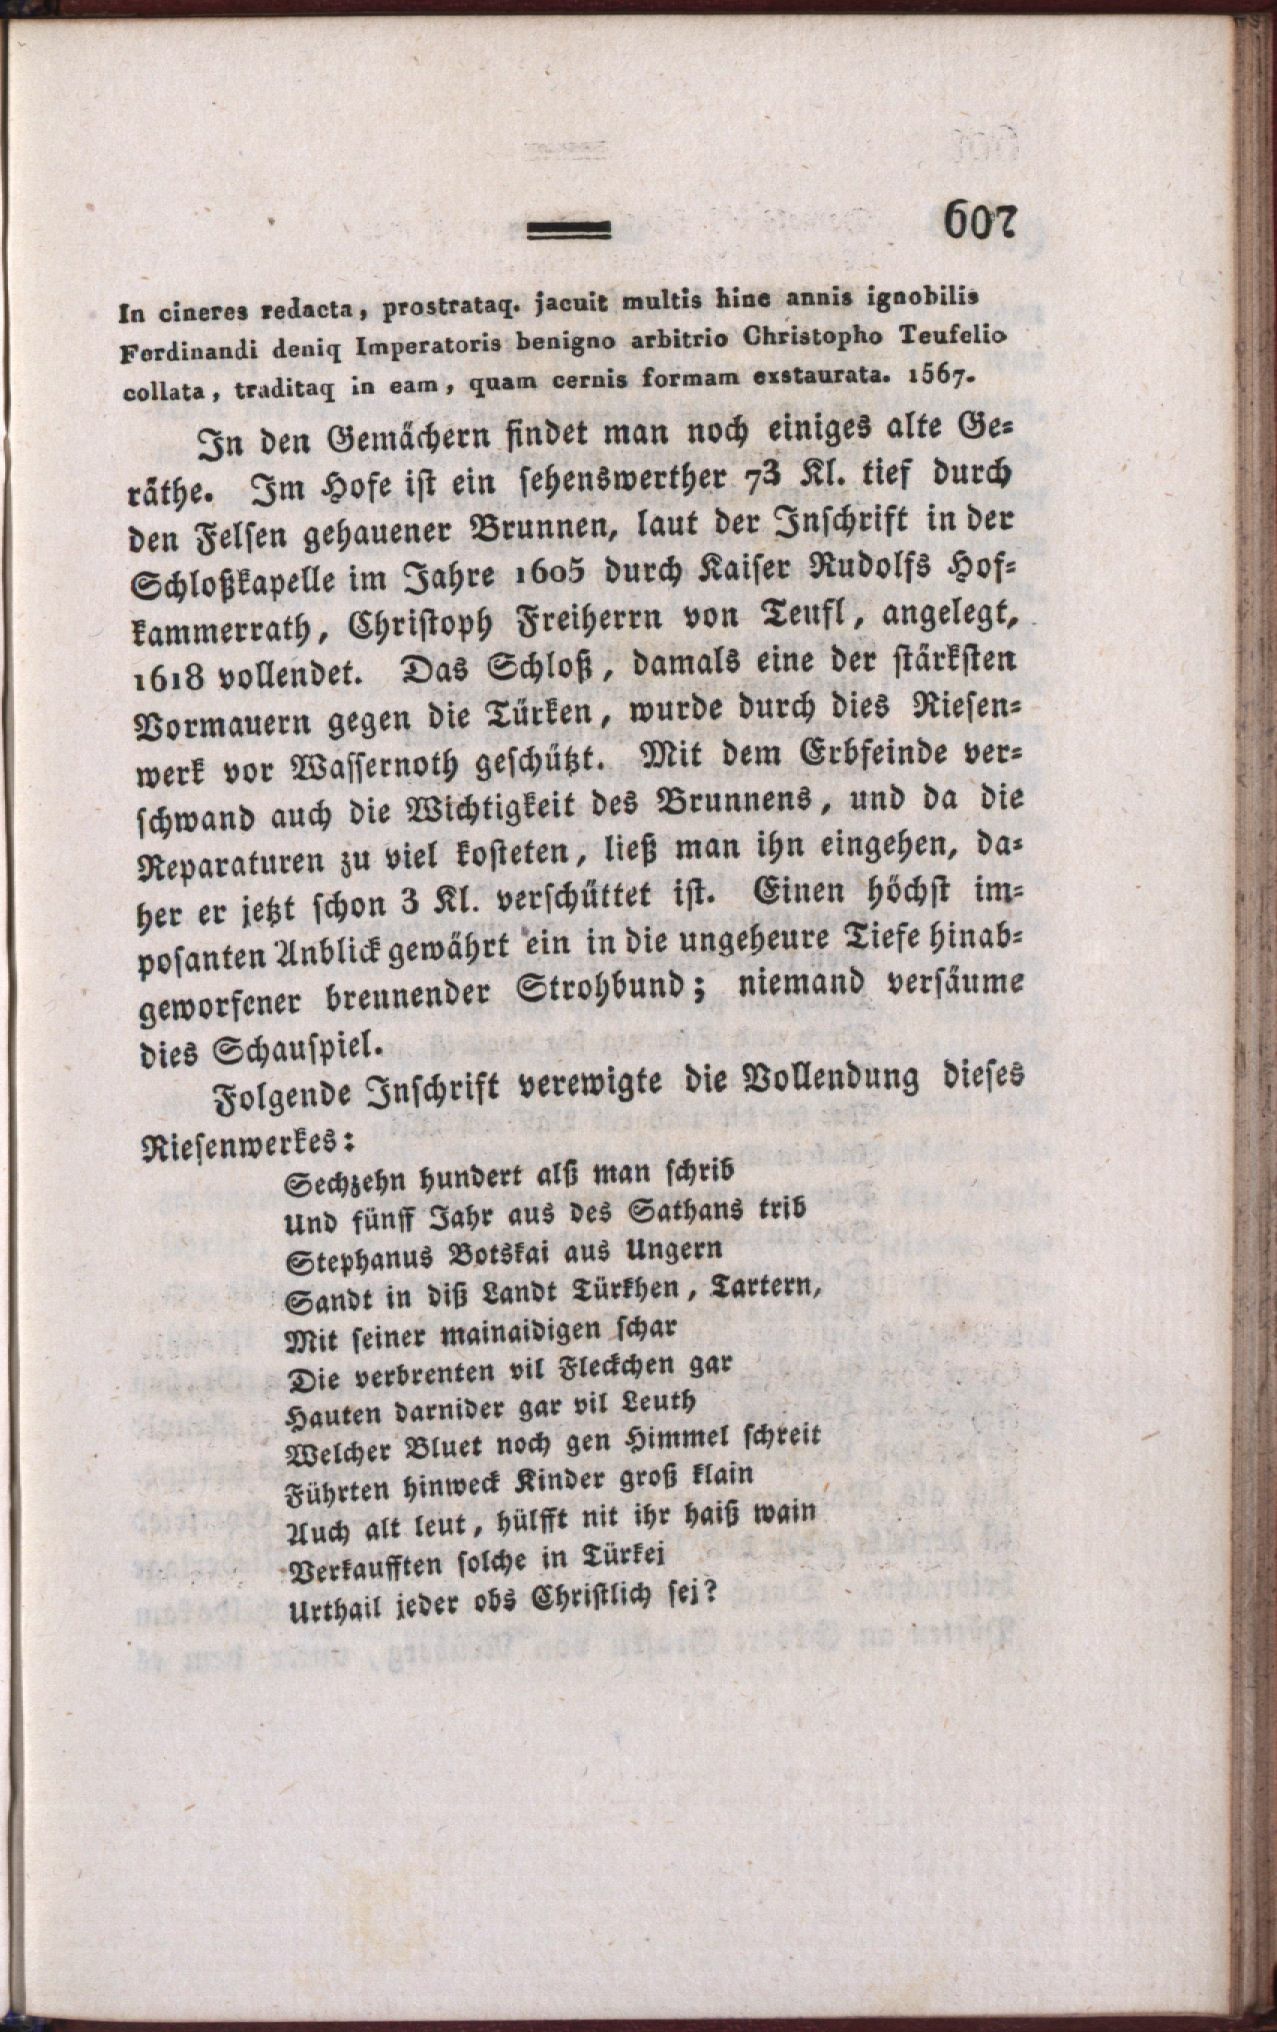 607
In cineres redacta, prostrataq. jacuit multis hinc annis ignobilis
Ferdinandi deniq Imperatoris benigno arbitrio Christopho Teufelio
collata, traditaq in eam, quam cernis formam exstaurata. 1567.
In den Gemächern findet man noch einiges alte Ge-
räthe. Im Hofe ist ein sehenswerther 73 Kl. tief durch
den Felsen gehauener Brunnen, laut der Inschrift in der
Schloßkapelle im Jahre 1605 durch Kaiser Rudolfs Hof-
kammerrath, Christoph Freiherrn von Teufl, angelegt,
1618 vollendet. Das Schloß, damals eine der stärksten
Vormauern gegen die Türken, wurde durch dies Riesen-
werk vor Wassernoth geschützt. Mit dem Erbfeinde ver-
schwand auch die Wichtigkeit des Brunnens, und da die
Reparaturen zu viel kosteten, ließ man ihn eingehen, da-
her er jetzt schon 3 Kl. verschüttet ist. Einen höchst im-
posanten Anblick gewährt ein in die ungeheure Tiefe hinab-
geworfener brennender Strohbund; niemand versäume
dies Schauspiel.
Folgende Inschrift verewigte die Vollendung dieses
Riesenwerkes:
Sechzehn hundert alß man schrib
Und fünff Jahr aus des Sathans trib
Stephanus Botskai aus Ungern
Sandt in diß Landt Türkhen, Tartern,
Mit seiner mainaidigen schar
Die verbrenten vil Fleckchen gar
Hauten darnider gar vil Leuth
Welcher Bluet noch gen Himmel schreit
Führten hinweck Kinder groß klain
Auch alt leut, hülfft nit ihr haiß wain
Verkaufften solche in Türkej
Urthail jeder obs Christlich sej?